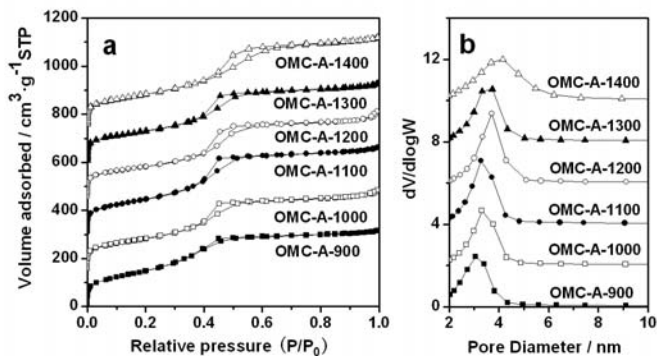 a
1200
1000
800
600
400
200
0
Volume adsorbed / cm³·g⁻¹STP
OMC-A-1400
OMC-A-1300
OMC-A-1200
OMC-A-1100
OMC-A-1000
OMC-A-900
0.0 0.2 0.4 0.6 0.8 1.0
Relative pressure (P/P₀)
b
12
8
4
0
dV/dlogW
OMC-A-1400
OMC-A-1300
OMC-A-1200
OMC-A-1100
OMC-A-1000
OMC-A-900
2 4 6 8 10
Pore Diameter / nm